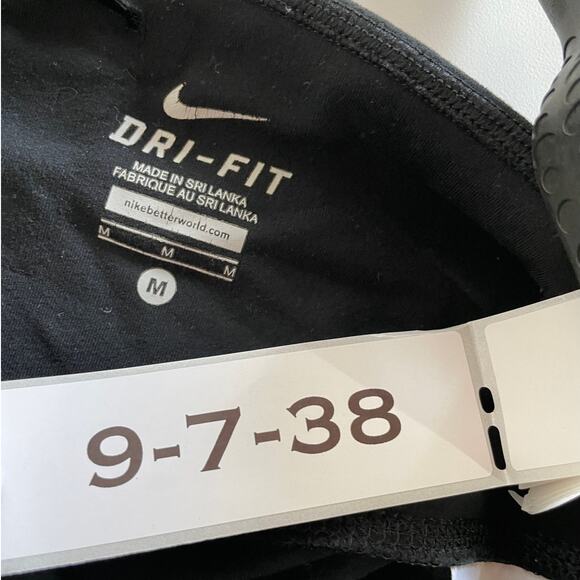 DRI-FIT
MADE IN SRI LANKA
FABRIQUE AU SRI LANKA
nikebetterworld.com
M M M
M
9-7-38